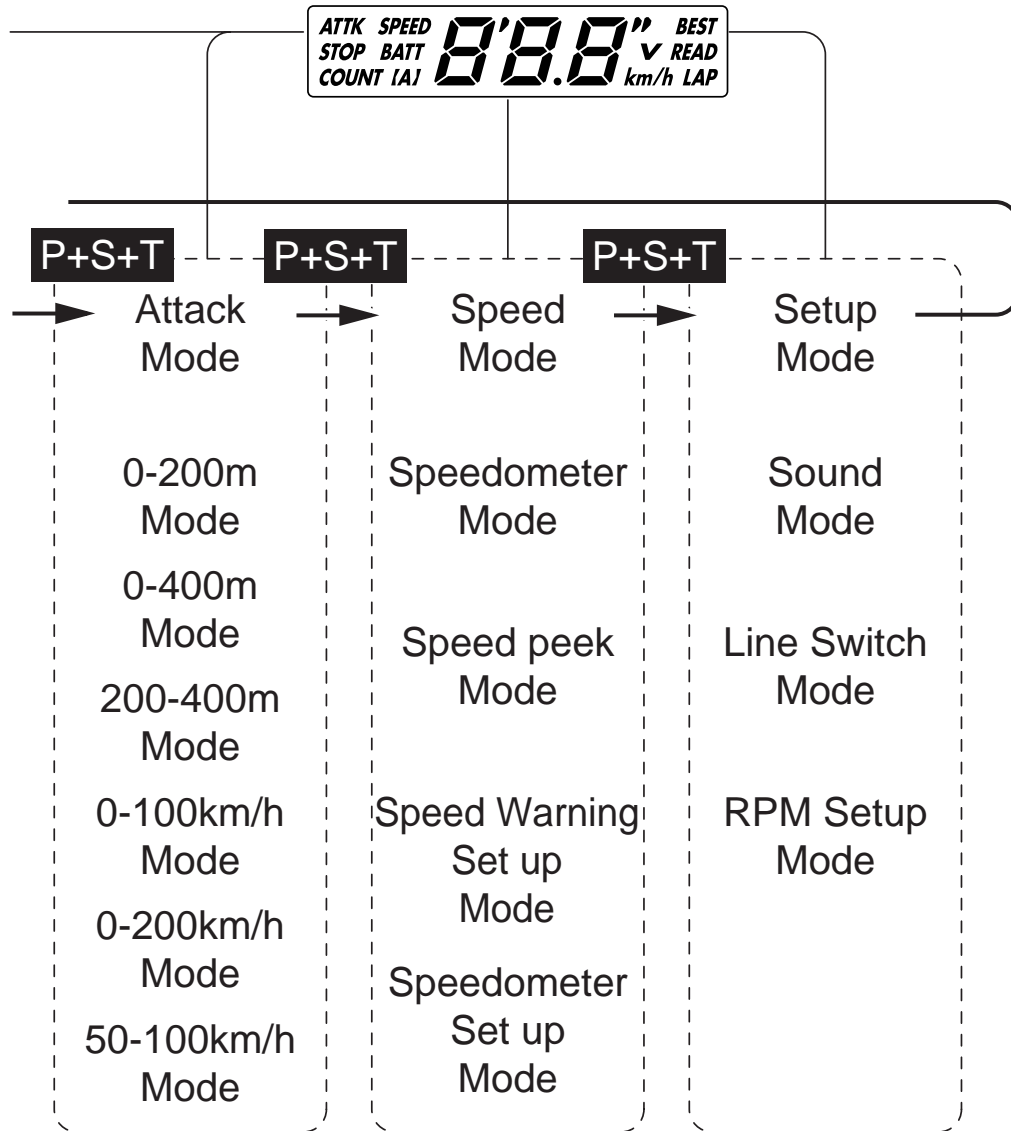 ATTK SPEED 8'8.8" BEST
STOP BATT V READ
COUNT [A] km/h LAP
P+S+T
P+S+T
P+S+T
Attack
Mode
0-200m
Mode
0-400m
Mode
200-400m
Mode
0-100km/h
Mode
0-200km/h
Mode
50-100km/h
Mode
Speed
Mode
Speedometer
Mode
Speed peek
Mode
Speed Warning
Set up
Mode
Speedometer
Set up
Mode
Setup
Mode
Sound
Mode
Line Switch
Mode
RPM Setup
Mode